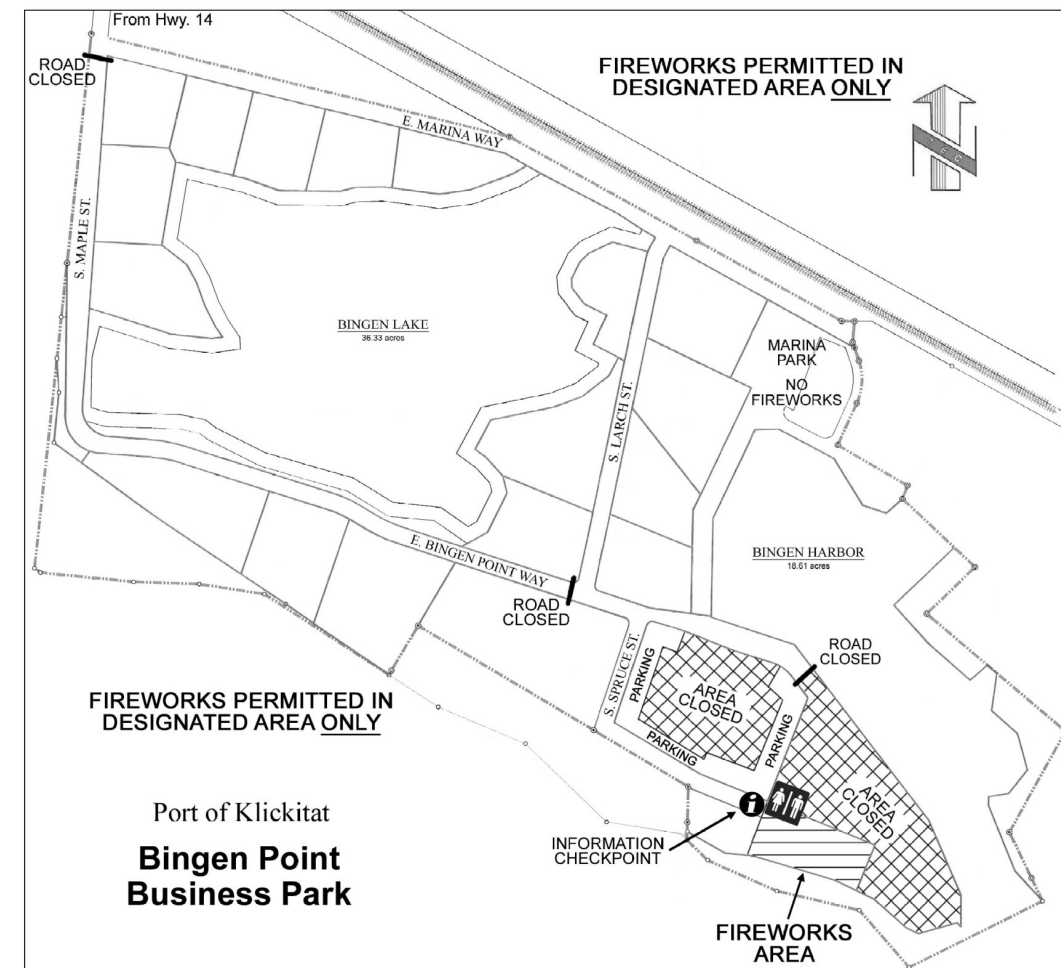 From Hwy. 14
ROAD
CLOSED
FIREWORKS PERMITTED IN
DESIGNATED AREA ONLY
E. MARINA WAY
S. MAPLE ST.
BINGEN LAKE
36.33 acres
MARINA
PARK
NO
FIREWORKS
S. LARCH ST.
E. BINGEN POINT WAY
BINGEN HARBOR
18.61 acres
ROAD
CLOSED
ROAD
CLOSED
S. SPRUCE ST.
PARKING
AREA
CLOSED
PARKING
PARKING
FIREWORKS PERMITTED IN
DESIGNATED AREA ONLY
AREA
CLOSED
Port of Klickitat
Bingen Point
Business Park
i
INFORMATION
CHECKPOINT
FIREWORKS
AREA